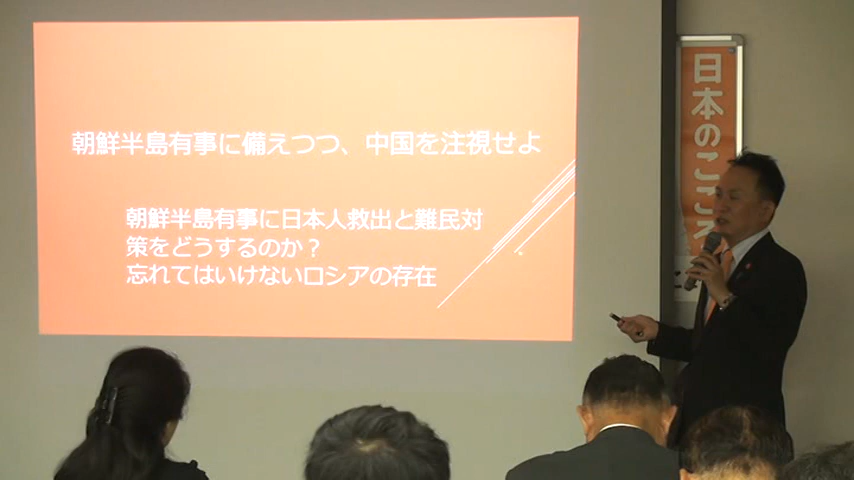 朝鮮半島有事に備えつつ、中国を注視せよ
朝鮮半島有事に日本人救出と難民対
策をどうするのか？
忘れてはいけないロシアの存在
日本のこころ